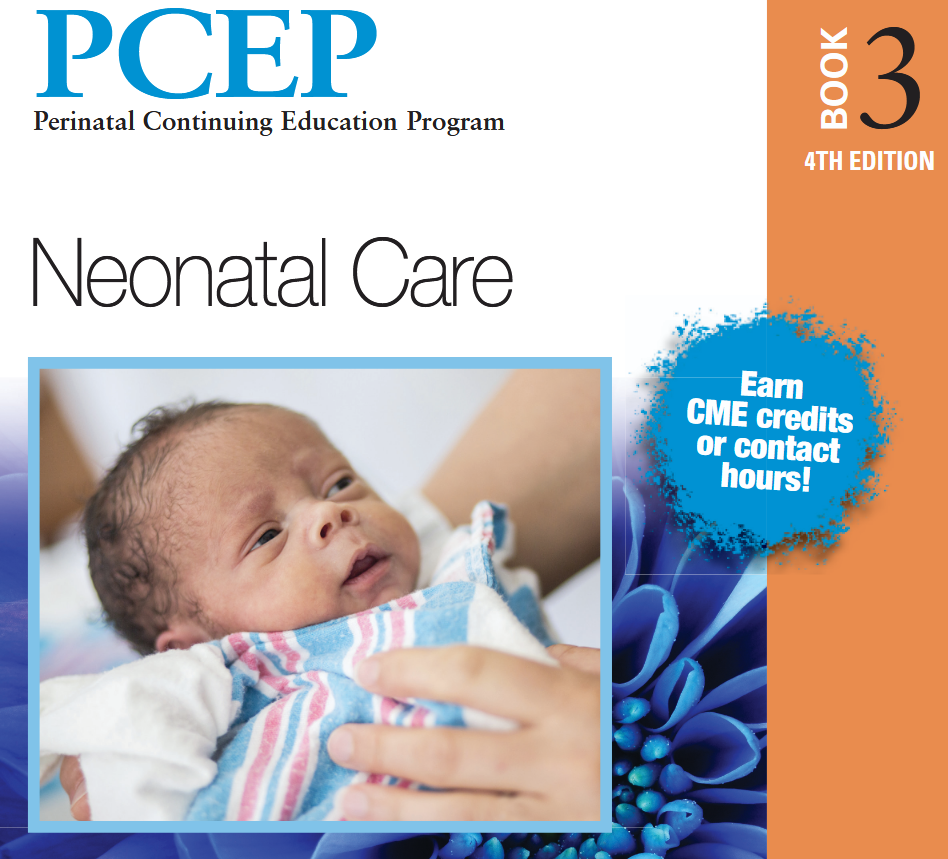 PCEP
Perinatal Continuing Education Program
BOOK 3
4TH EDITION
Neonatal Care
Earn
CME credits
or contact
hours!